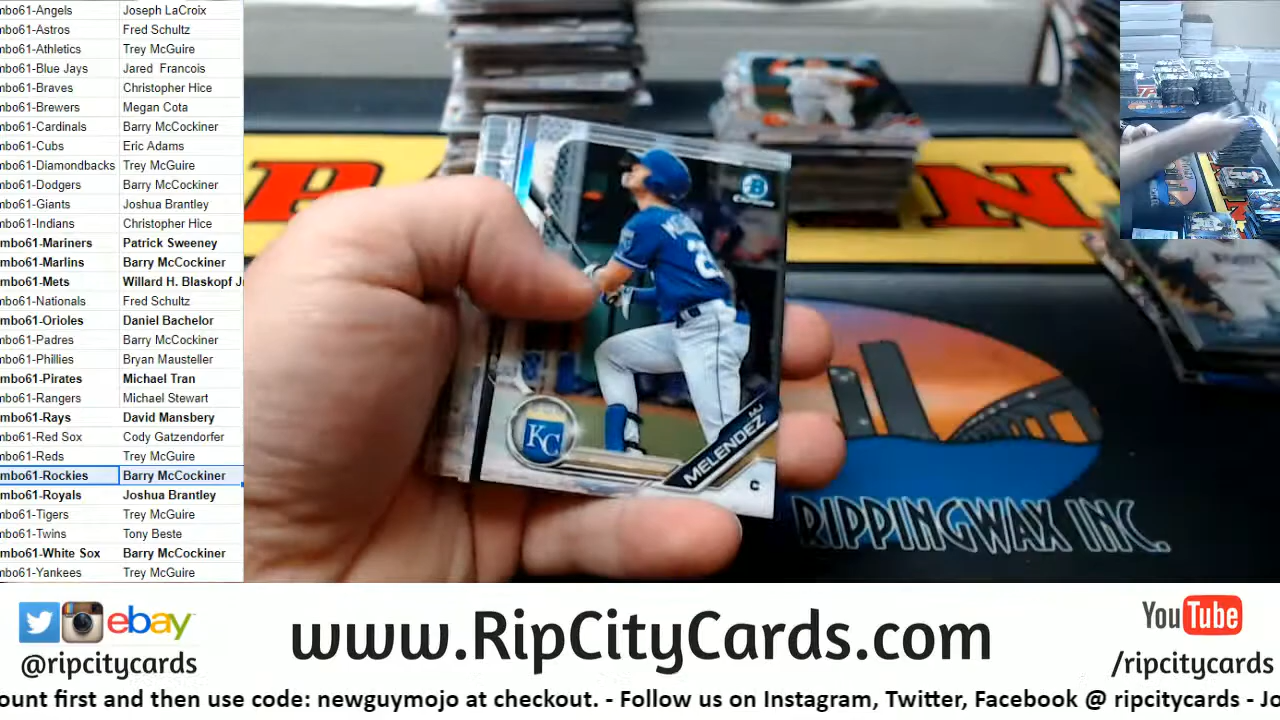 mbo61-Angels Joseph LaCroix
mbo61-Astros Fred Schultz
mbo61-Athletics Trey McGuire
mbo61-Blue Jays Jared Francois
mbo61-Braves Christopher Hice
mbo61-Brewers Megan Cota
mbo61-Cardinals Barry McCockiner
mbo61-Cubs Eric Adams
mbo61-Diamondbacks Trey McGuire
mbo61-Dodgers Barry McCockiner
mbo61-Giants Joshua Brantley
mbo61-Indians Christopher Hice
mbo61-Mariners Patrick Sweeney
mbo61-Marlins Barry McCockiner
mbo61-Mets Willard H. Blaskopf J
mbo61-Nationals Fred Schultz
mbo61-Orioles Daniel Bachelor
mbo61-Padres Barry McCockiner
mbo61-Phillies Bryan Mausteller
mbo61-Pirates Michael Tran
mbo61-Rangers Michael Stewart
mbo61-Rays David Mansbery
mbo61-Red Sox Cody Gatzendorfer
mbo61-Reds Trey McGuire
mbo61-Rockies Barry McCockiner
mbo61-Royals Joshua Brantley
mbo61-Tigers Trey McGuire
mbo61-Twins Tony Beste
mbo61-White Sox Barry McCockiner
mbo61-Yankees Trey McGuire
B
CHROME
KC
MJ
MELENDEZ
C
RIPPINGWAX INC.
ebay
@ripcitycards
www.RipCityCards.com
YouTube
/ripcitycards
ount first and then use code: newguymojo at checkout. - Follow us on Instagram, Twitter, Facebook @ ripcitycards - Jo